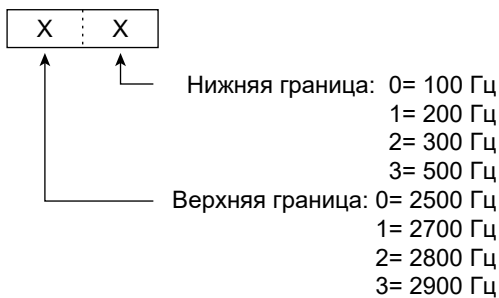 X X
Нижняя граница: 0= 100 Гц
1= 200 Гц
2= 300 Гц
3= 500 Гц
Верхняя граница: 0= 2500 Гц
1= 2700 Гц
2= 2800 Гц
3= 2900 Гц